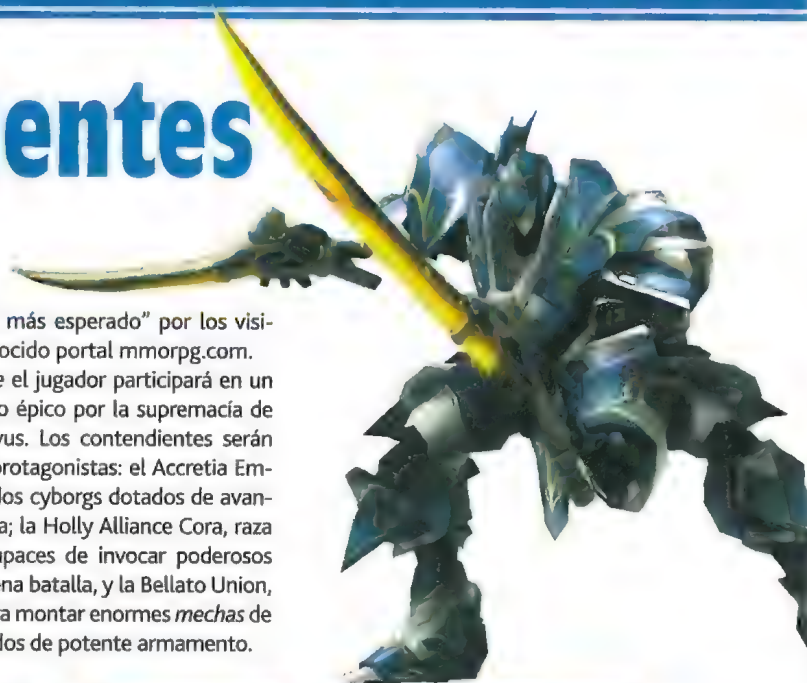 entes
más esperado” por los visi-
ocido portal mmorpg.com.
e el jugador participará en un
o épico por la supremacía de
vus. Los contendientes serán
protagonistas: el Accretia Em-
dos cyborgs dotados de avan-
a; la Holly Alliance Cora, raza
apaces de invocar poderosos
ena batalla, y la Bellato Union,
a montar enormes mechas de
dos de potente armamento.